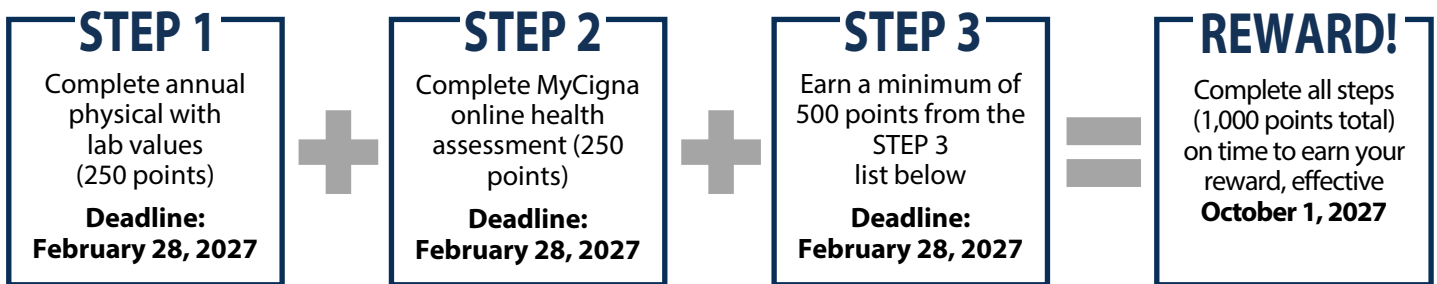 STEP 1
Complete annual
physical with
lab values
(250 points)
Deadline:
February 28, 2027
STEP 2
Complete MyCigna
online health
assessment (250
points)
Deadline:
February 28, 2027
STEP 3
Earn a minimum of
500 points from the
STEP 3
list below
Deadline:
February 28, 2027
REWARD!
Complete all steps
(1,000 points total)
on time to earn your
reward, effective
October 1, 2027